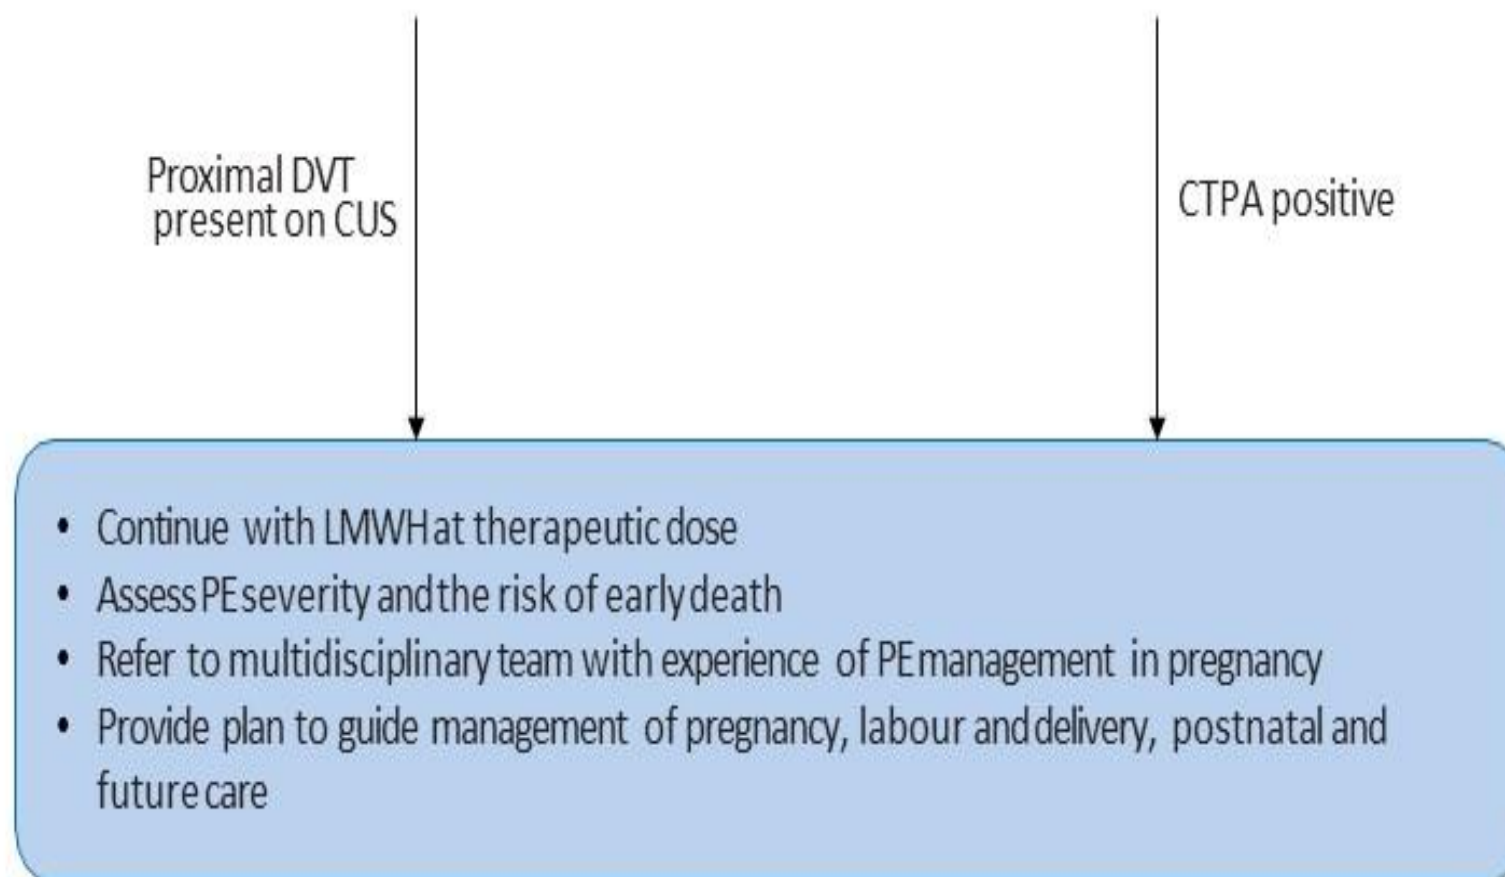 Proximal DVT
present on CUS
CTPA positive
• Continue with LMWH at therapeutic dose
• Assess PE severity and the risk of early death
• Refer to multidisciplinary team with experience of PE management in pregnancy
• Provide plan to guide management of pregnancy, labour and delivery, postnatal and
future care